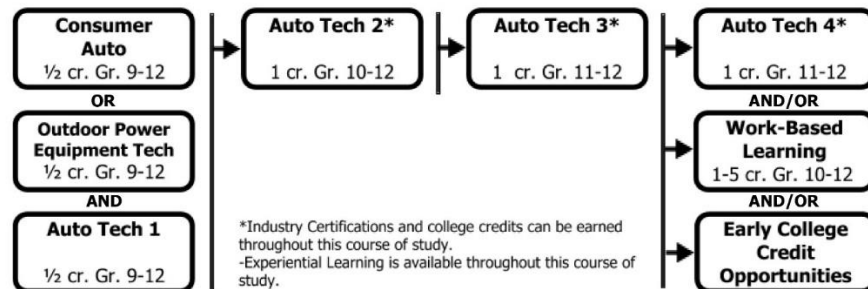 Consumer
Auto
½ cr. Gr. 9-12
OR
Outdoor Power
Equipment Tech
½ cr. Gr. 9-12
AND
Auto Tech 1
½ cr. Gr. 9-12
Auto Tech 2*
1 cr. Gr. 10-12
Auto Tech 3*
1 cr. Gr. 11-12
Auto Tech 4*
1 cr. Gr. 11-12
AND/OR
Work-Based
Learning
1-5 cr. Gr. 10-12
AND/OR
Early College
Credit
Opportunities
*Industry Certifications and college credits can be earned
throughout this course of study.
-Experiential Learning is available throughout this course of
study.